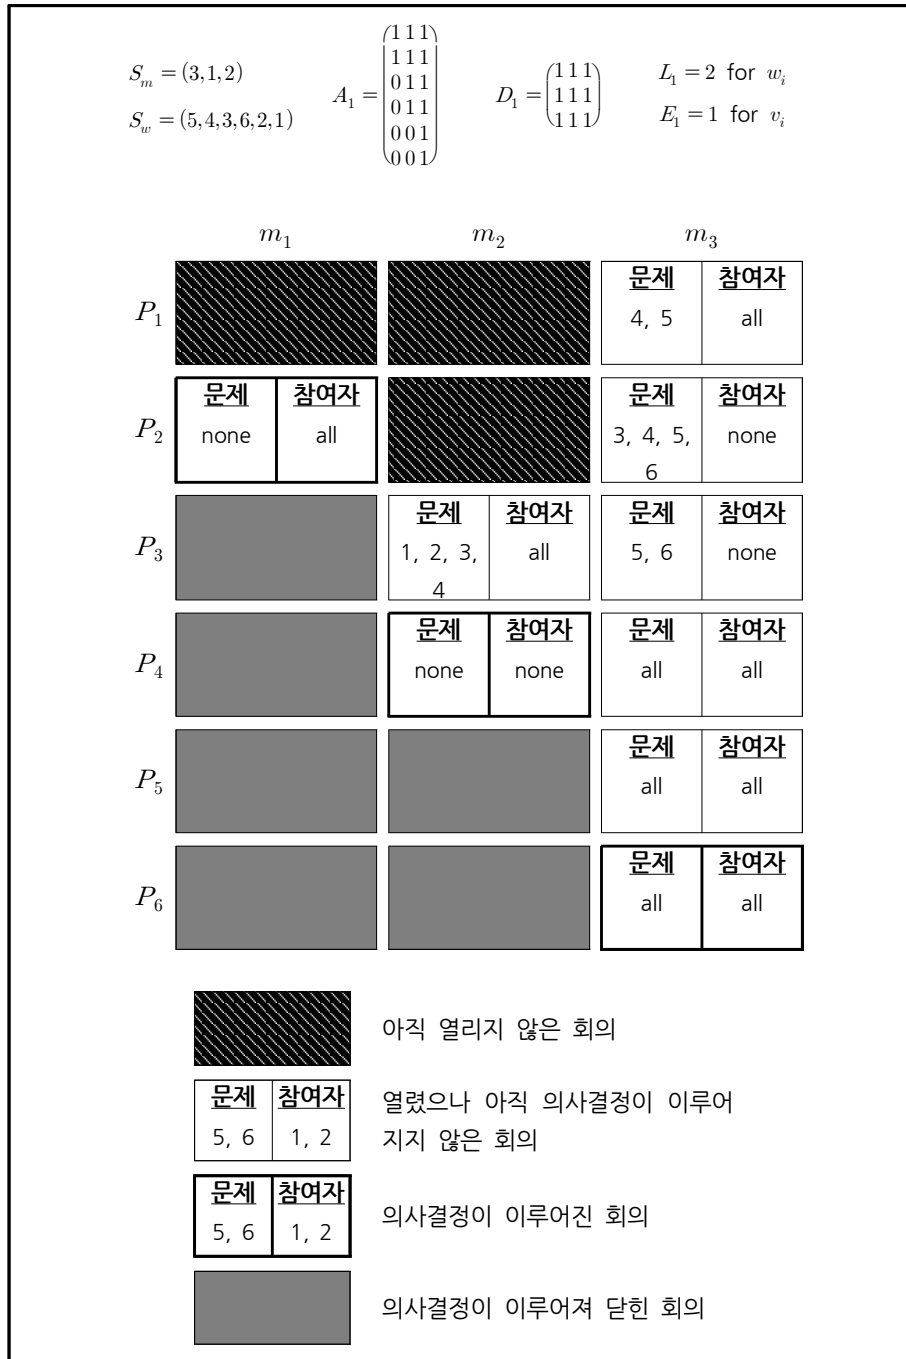 S_m = (3,1,2)
S_w = (5,4,3,6,2,1)
A_1 = (1 1 1
1 1 1
0 1 1
0 1 1
0 0 1
0 0 1)
D_1 = (1 1 1
1 1 1
1 1 1)
L_1 = 2 for w_i
E_1 = 1 for v_i
m_1 m_2 m_3
P_1
문제 참여자
4, 5 all
P_2
문제 참여자 문제 참여자
none all 3, 4, 5, none
6
P_3
문제 참여자 문제 참여자
1, 2, 3, all 5, 6 none
4
P_4
문제 참여자 문제 참여자
none none all all
P_5
문제 참여자
all all
P_6
문제 참여자
all all
아직 열리지 않은 회의
문제 참여자
5, 6 1, 2
열렸으나 아직 의사결정이 이루어
지지 않은 회의
문제 참여자
5, 6 1, 2
의사결정이 이루어진 회의
의사결정이 이루어져 닫힌 회의